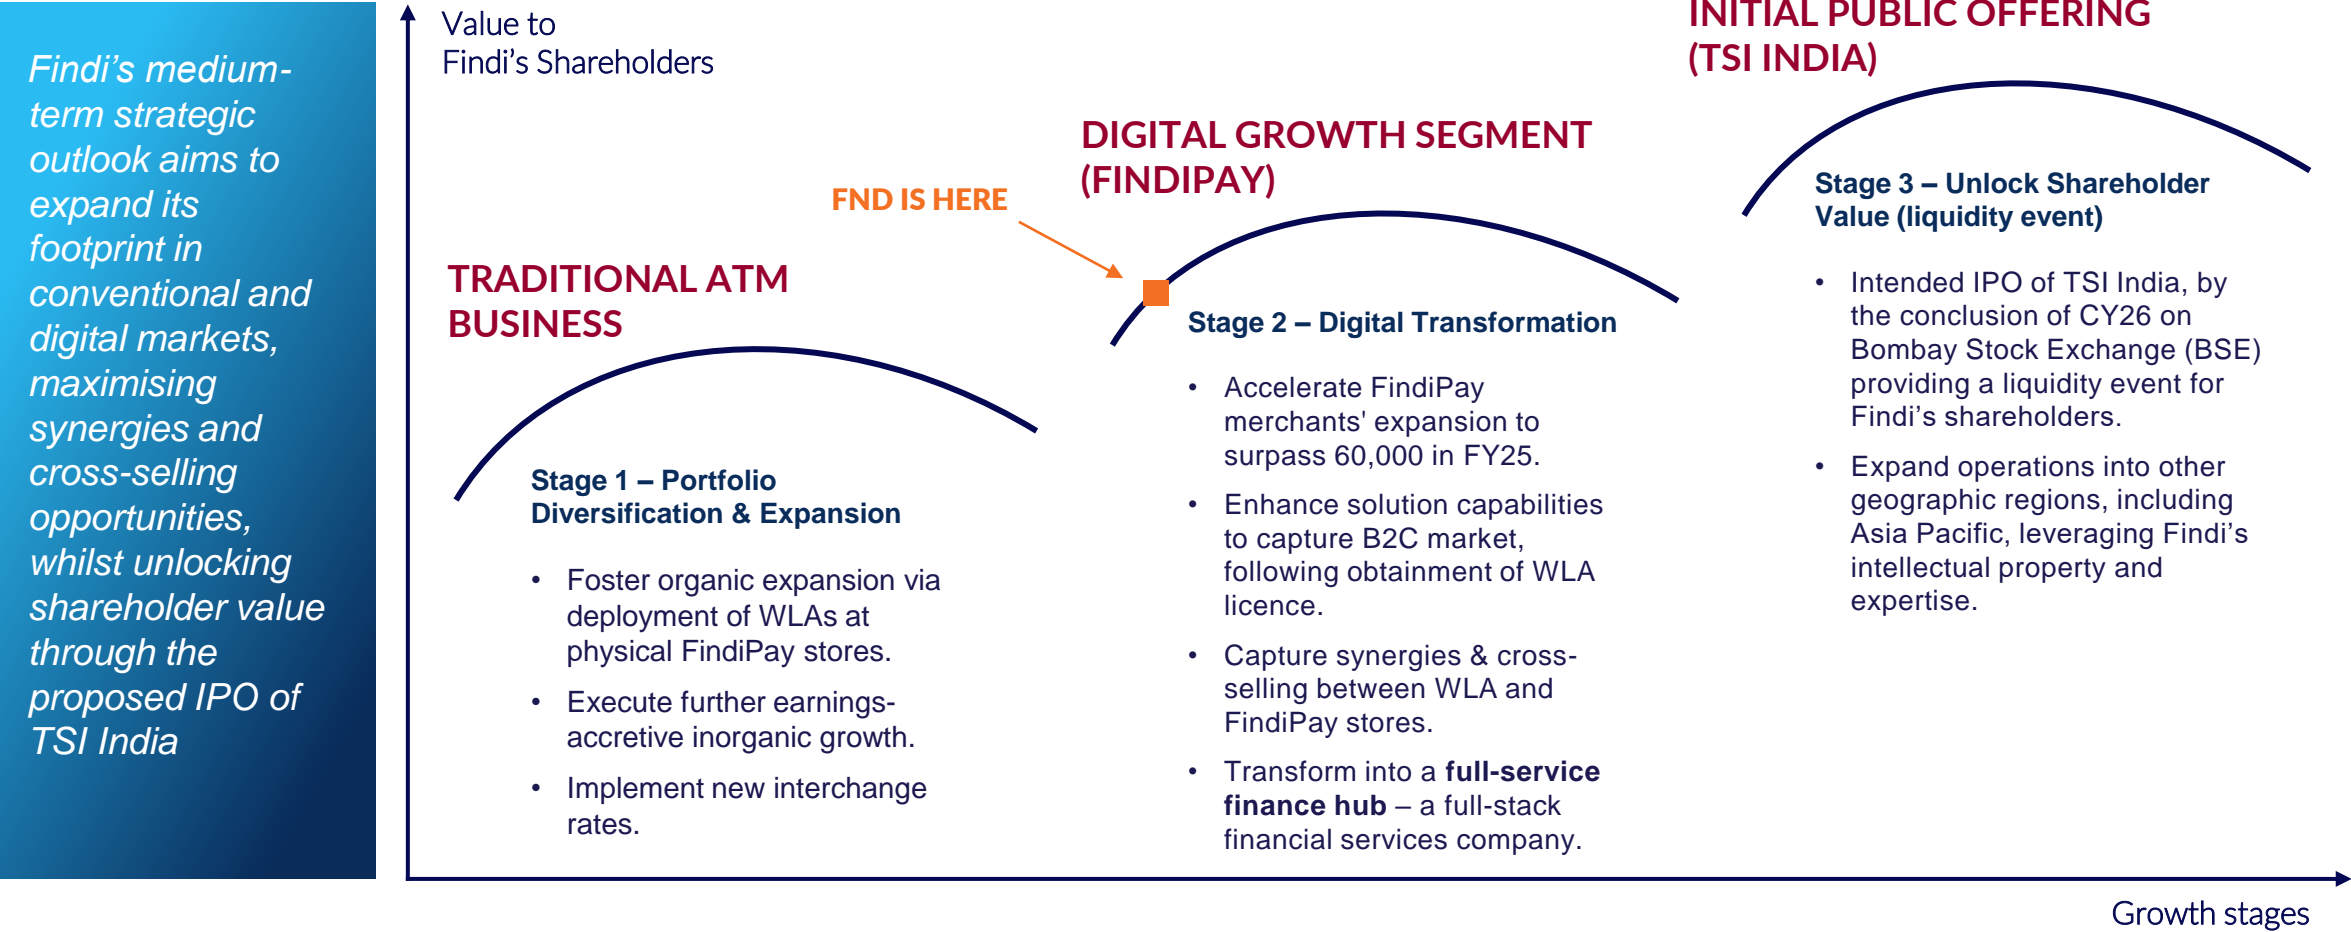 Findi’s medium-
term strategic
outlook aims to
expand its
footprint in
conventional and
digital markets,
maximising
synergies and
cross-selling
opportunities,
whilst unlocking
shareholder value
through the
proposed IPO of
TSI India
Value to
Findi’s Shareholders
TRADITIONAL ATM
BUSINESS
Stage 1 – Portfolio
Diversification & Expansion
• Foster organic expansion via
deployment of WLAs at
physical FindiPay stores.
• Execute further earnings-
accretive inorganic growth.
• Implement new interchange
rates.
FND IS HERE
DIGITAL GROWTH SEGMENT
(FINDIPAY)
Stage 2 – Digital Transformation
• Accelerate FindiPay
merchants' expansion to
surpass 60,000 in FY25.
• Enhance solution capabilities
to capture B2C market,
following obtainment of WLA
licence.
• Capture synergies & cross-
selling between WLA and
FindiPay stores.
• Transform into a full-service
finance hub – a full-stack
financial services company.
INITIAL PUBLIC OFFERING
(TSI INDIA)
Stage 3 – Unlock Shareholder
Value (liquidity event)
• Intended IPO of TSI India, by
the conclusion of CY26 on
Bombay Stock Exchange (BSE)
providing a liquidity event for
Findi’s shareholders.
• Expand operations into other
geographic regions, including
Asia Pacific, leveraging Findi’s
intellectual property and
expertise.
Growth stages